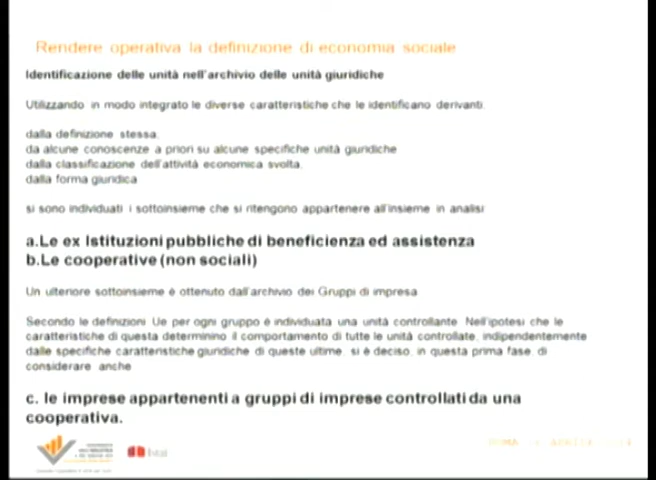 Rendere operativa la definizione di economia sociale
Identificazione delle unità nell'archivio delle unità giuridiche
Utilizzando in modo integrato le diverse caratteristiche che le identificano derivanti:
dalla definizione stessa,
da alcune conoscenze a priori su alcune specifiche unità giuridiche
dalla classificazione dell'attività economica svolta,
dalla forma giuridica
si sono individuati i sottoinsieme che si ritengono appartenere all'insieme in analisi
a.Le ex Istituzioni pubbliche di beneficienza ed assistenza
b.Le cooperative (non sociali)
Un ulteriore sottoinsieme è ottenuto dall'archivio dei Gruppi di impresa
Secondo le definizioni Ue per ogni gruppo è individuata una unità controllante. Nell'ipotesi che le
caratteristiche di questa determinino il comportamento di tutte le unità controllate, indipendentemente
dalle specifiche caratteristiche giuridiche di queste ultime, si è deciso, in questa prima fase, di
considerare anche
c. le imprese appartenenti a gruppi di imprese controllati da una
cooperativa.
Istat
ROMA